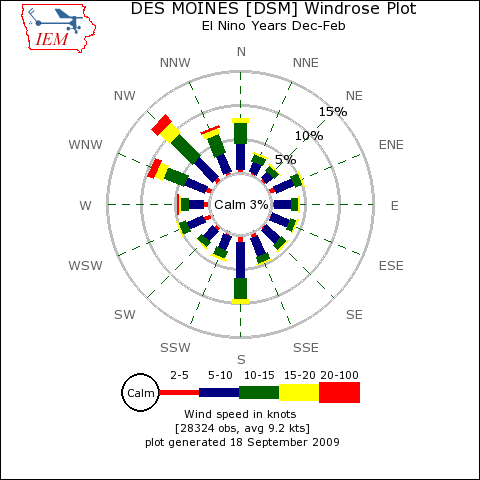 DES MOINES [DSM] Windrose Plot
El Nino Years Dec-Feb
IEM
N
NNW
NNE
NW
NE
15%
10%
WNW
ENE
5%
W
Calm 3%
E
WSW
ESE
SW
SE
SSW
SSE
S
2-5 5-10 10-15 15-20 20-100
Calm
Wind speed in knots
[28324 obs, avg 9.2 kts]
plot generated 18 September 2009